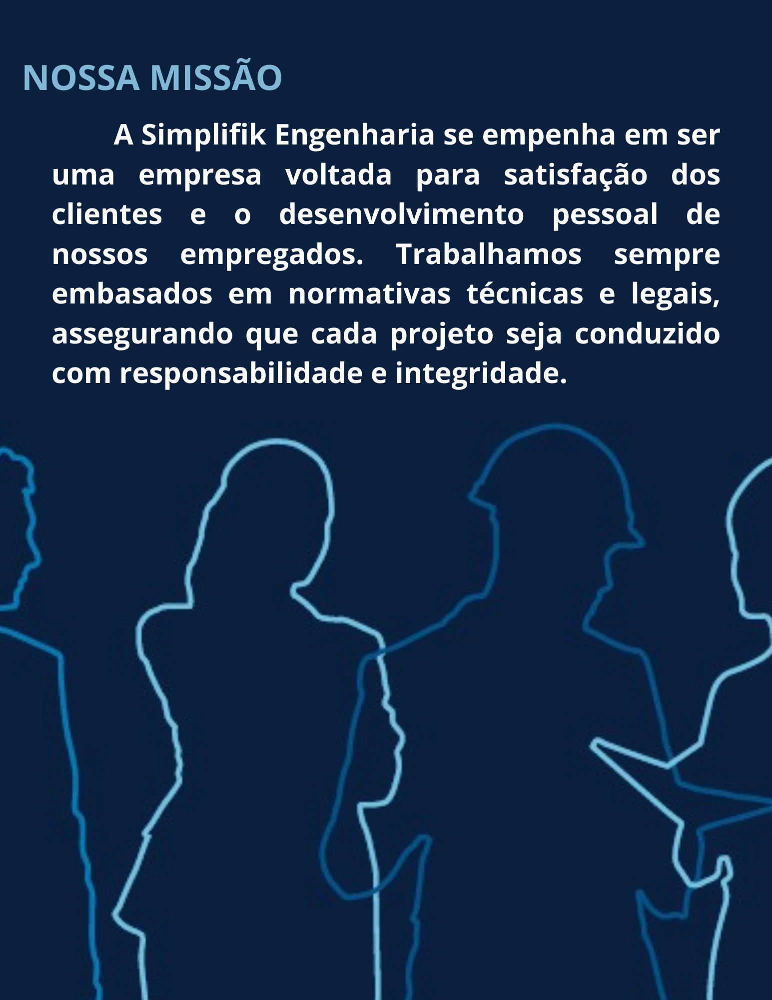 NOSSA MISSÃO
A Simplifik Engenharia se empenha em ser
uma empresa voltada para satisfação dos
clientes e o desenvolvimento pessoal de
nossos empregados. Trabalhamos sempre
embasados em normativas técnicas e legais,
assegurando que cada projeto seja conduzido
com responsabilidade e integridade.